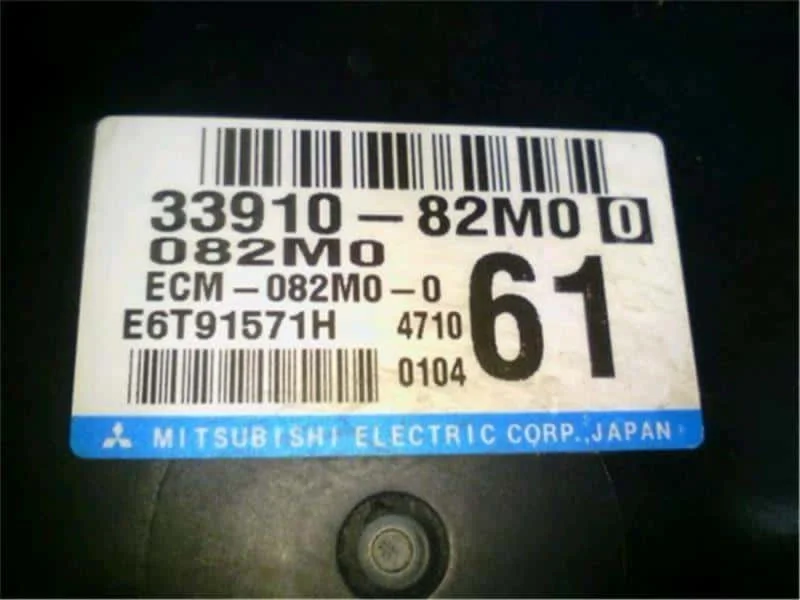 33910-82M0 0
082M0
ECM-082M0-0
61
E6T91571H 4710
0104
MITSUBISHI ELECTRIC CORP.,JAPAN